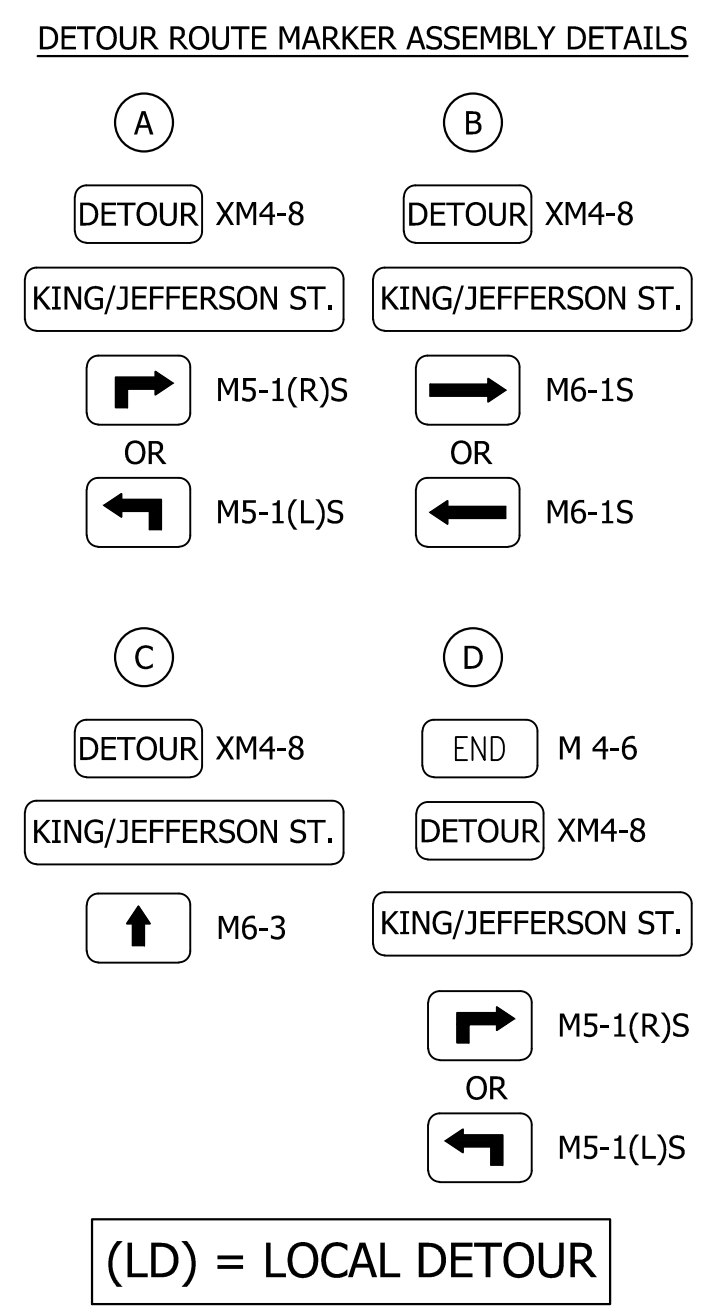 DETOUR ROUTE MARKER ASSEMBLY DETAILS
A
DETOUR XM4-8
KING/JEFFERSON ST.
M5-1(R)S
OR
M5-1(L)S
B
DETOUR XM4-8
KING/JEFFERSON ST.
M6-1S
OR
M6-1S
C
DETOUR XM4-8
KING/JEFFERSON ST.
M6-3
D
END M 4-6
DETOUR XM4-8
KING/JEFFERSON ST.
M5-1(R)S
OR
M5-1(L)S
(LD) = LOCAL DETOUR